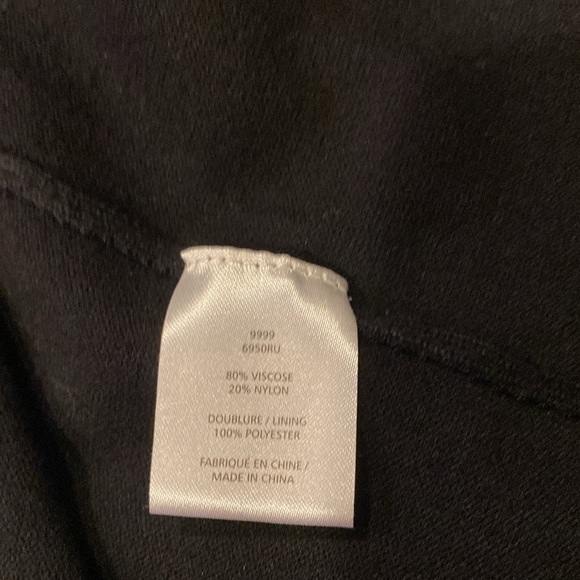 9999
6950RU
80% VISCOSE
20% NYLON
DOUBLURE / LINING
100% POLYESTER
FABRIQUÉ EN CHINE /
MADE IN CHINA